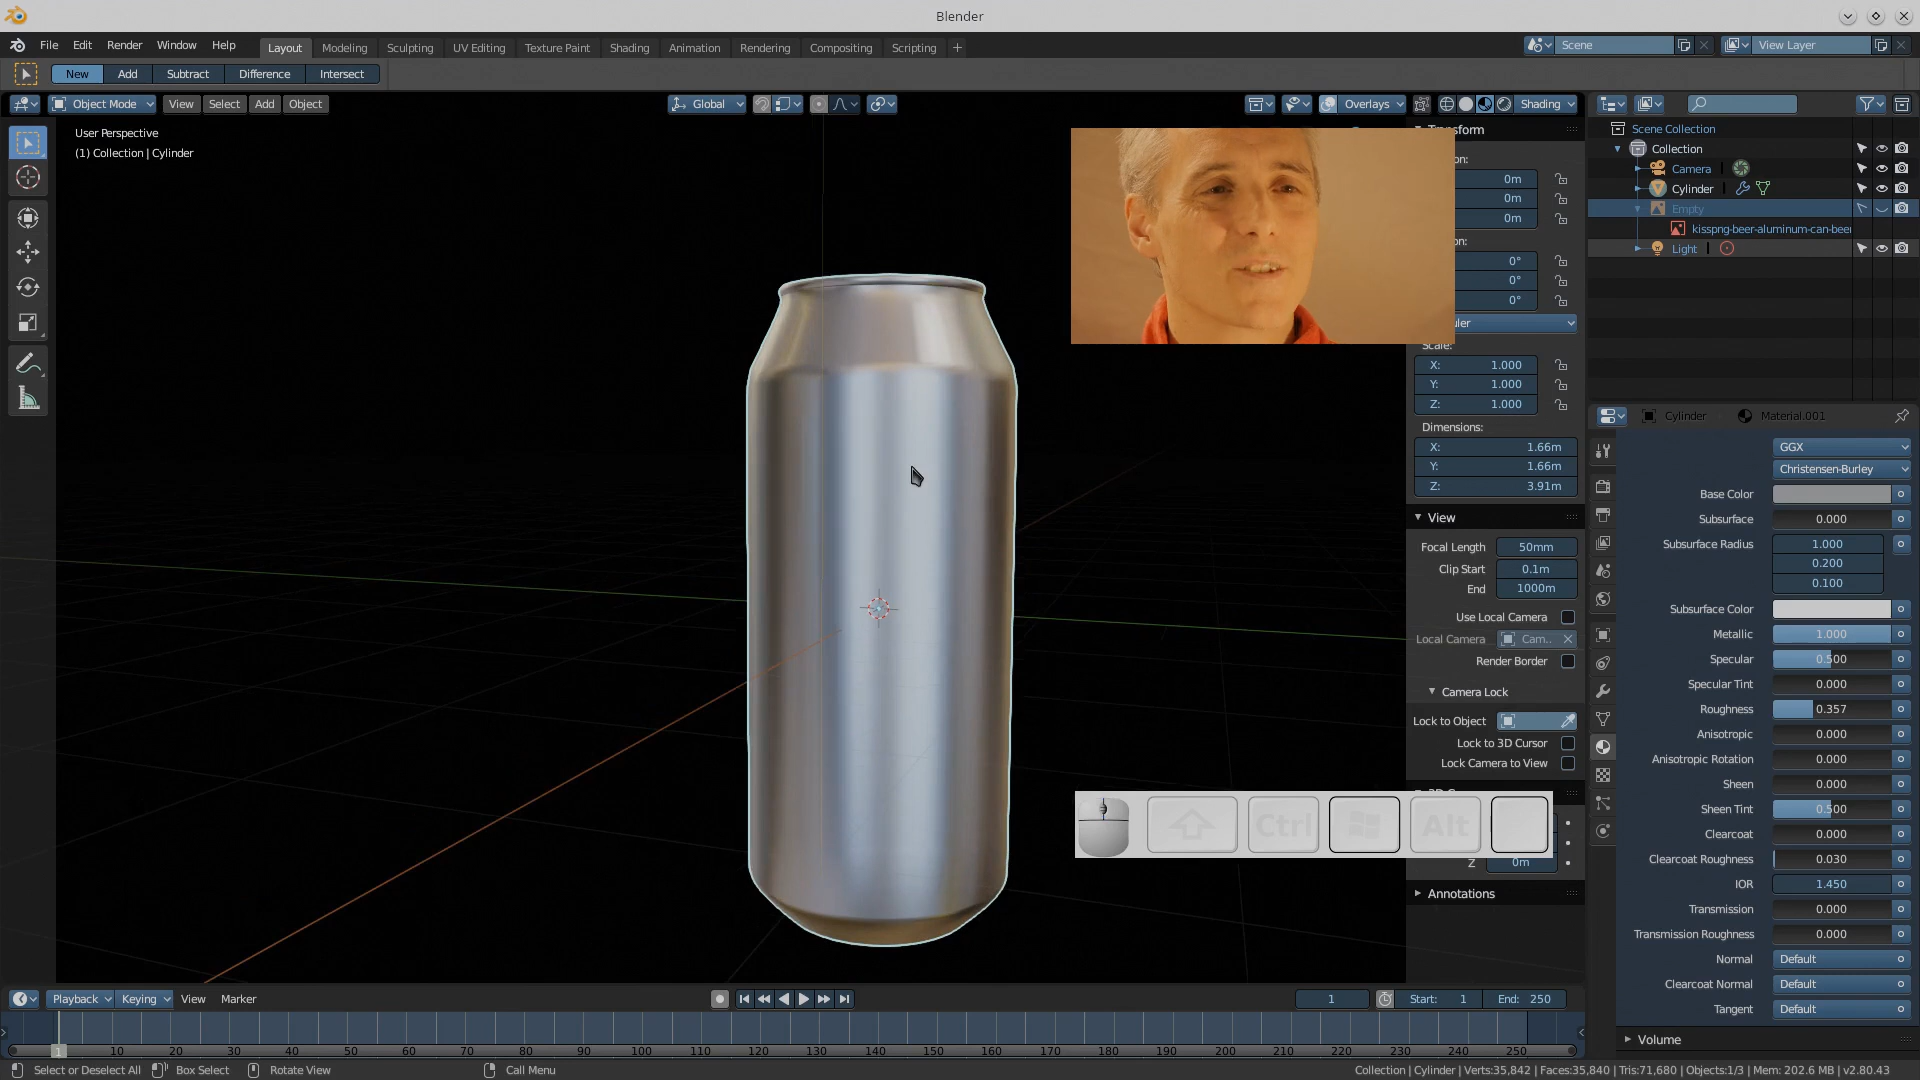 Blender
File Edit Render Window Help
Layout Modeling Sculpting UV Editing Texture Paint Shading Animation Rendering Compositing Scripting +
Scene
View Layer
New Add Subtract Difference Intersect
Object Mode View Select Add Object
Global
Overlays
Shading
User Perspective
(1) Collection | Cylinder
Transform
on:
0m
0m
0m
on:
0°
0°
0°
uler
Scale:
X: 1.000
Y: 1.000
Z: 1.000
Dimensions:
X: 1.66m
Y: 1.66m
Z: 3.91m
View
Focal Length 50mm
Clip Start 0.1m
End 1000m
Use Local Camera
Local Camera Cam..
Render Border
Camera Lock
Lock to Object
Lock to 3D Cursor
Lock Camera to View
Ctrl Alt
Z 0m
Annotations
Scene Collection
Collection
Camera
Cylinder
Empty
kisspng-beer-aluminum-can-beer
Light
Cylinder Material.001
GGX
Christensen-Burley
Base Color
Subsurface 0.000
Subsurface Radius 1.000
0.200
0.100
Subsurface Color
Metallic 1.000
Specular 0.500
Specular Tint 0.000
Roughness 0.357
Anisotropic 0.000
Anisotropic Rotation 0.000
Sheen 0.000
Sheen Tint 0.500
Clearcoat 0.000
Clearcoat Roughness 0.030
IOR 1.450
Transmission 0.000
Transmission Roughness 0.000
Normal Default
Clearcoat Normal Default
Tangent Default
Volume
Playback Keying View Marker
1
Start: 1
End: 250
1 10 20 30 40 50 60 70 80 90 100 110 120 130 140 150 160 170 180 190 200 210 220 230 240 250
Select or Deselect All Box Select Rotate View Call Menu
Collection | Cylinder | Verts:35,842 | Faces:35,840 | Tris:71,680 | Objects:1/3 | Mem: 202.6 MB | v2.80.43